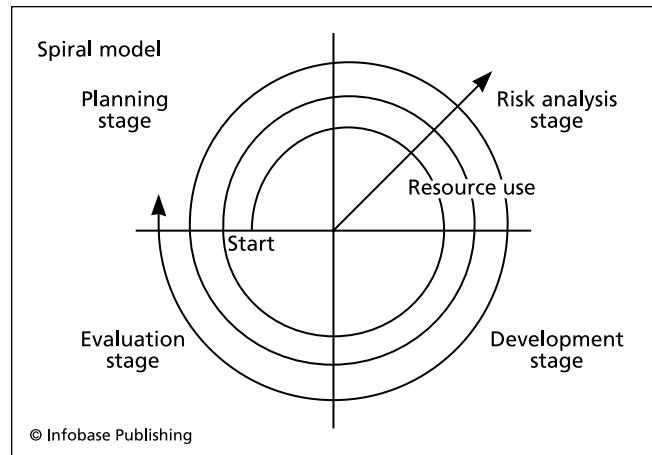 Spiral model
Planning
stage
Risk analysis
stage
Resource use
Start
Evaluation
stage
Development
stage
© Infobase Publishing